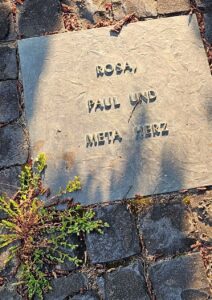 ROSA,
PAUL UND
META HERZ